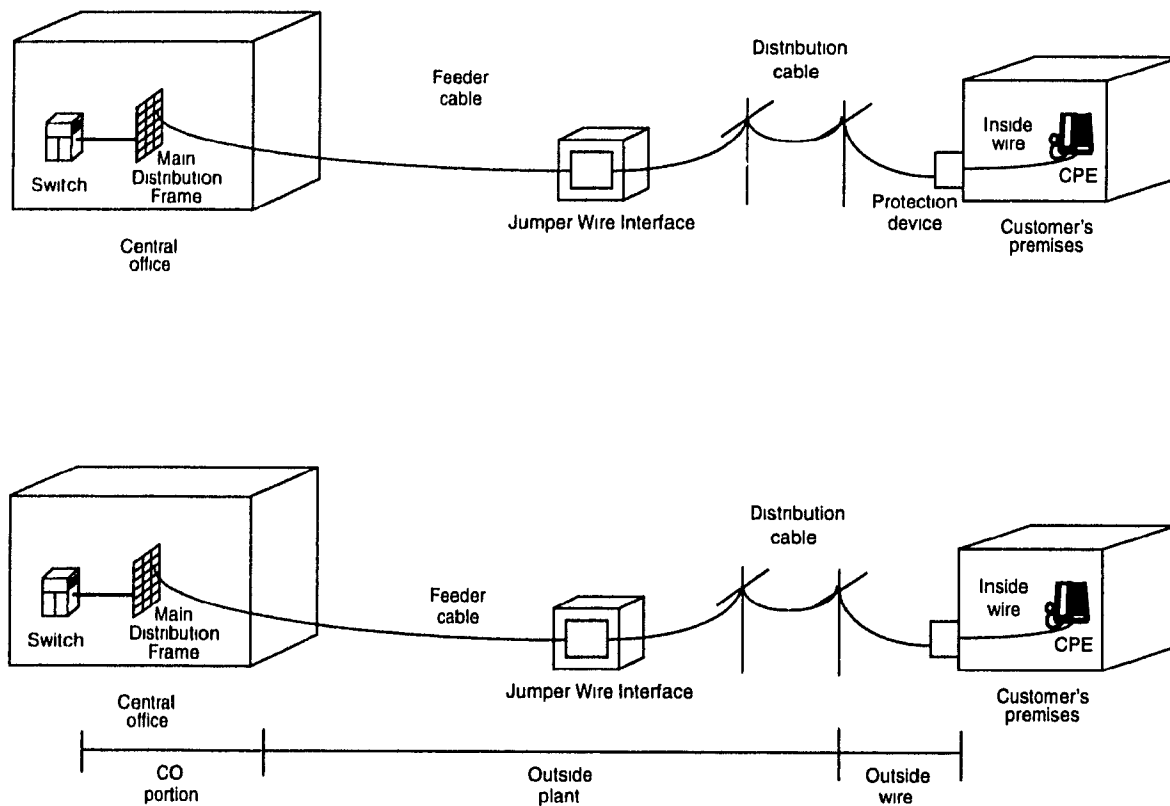 Distribution
cable
Feeder
cable
Inside
wire
CPE
Switch
Main
Distribution
Frame
Jumper Wire Interface
Protection
device
Customer's
premises
Central
office
Distribution
cable
Feeder
cable
Inside
wire
CPE
Switch
Main
Distribution
Frame
Jumper Wire Interface
Customer's
premises
Central
office
CO
portion
Outside
plant
Outside
wire